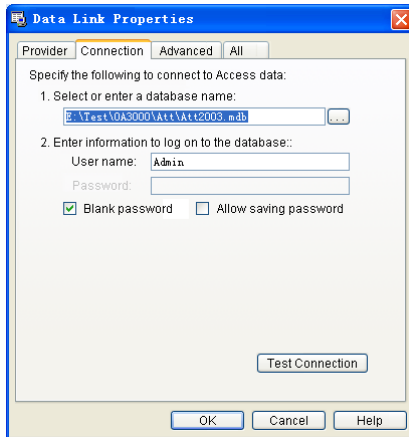 Data Link Properties
Provider Connection Advanced All
Specify the following to connect to Access data:
1. Select or enter a database name:
E:\Test\OA3000\Att\Att2003.mdb ...
2. Enter information to log on to the database::
User name: Admin
Password:
Blank password Allow saving password
Test Connection
OK Cancel Help